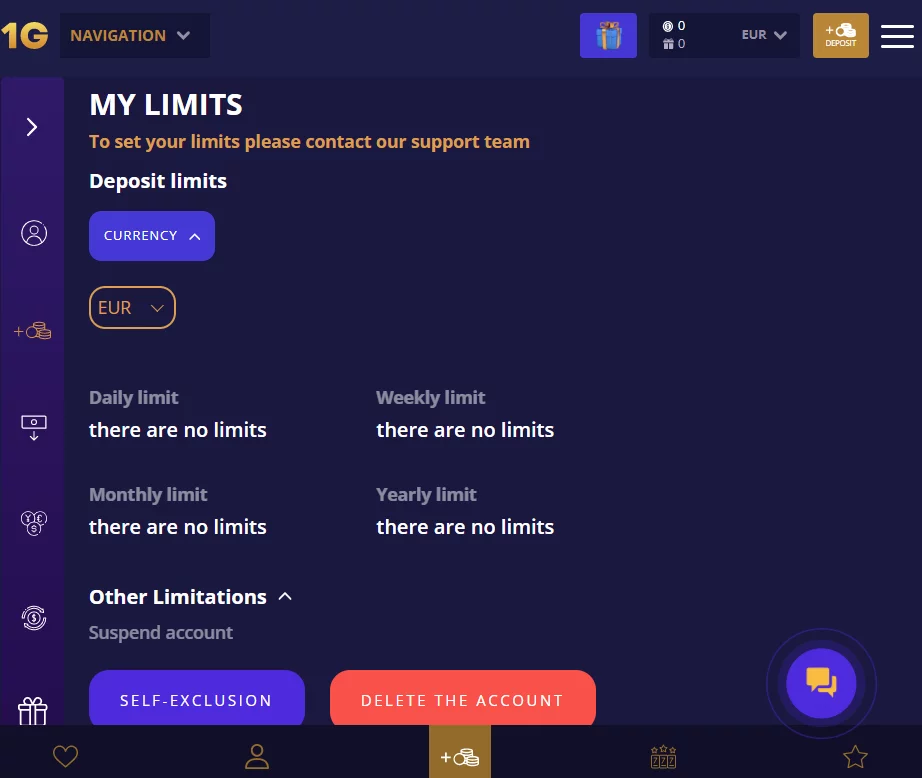 1G NAVIGATION
0
0
EUR
+
DEPOSIT
MY LIMITS
To set your limits please contact our support team
Deposit limits
CURRENCY
EUR
Daily limit
Weekly limit
there are no limits
there are no limits
Monthly limit
Yearly limit
there are no limits
there are no limits
Other Limitations
Suspend account
SELF-EXCLUSION
DELETE THE ACCOUNT